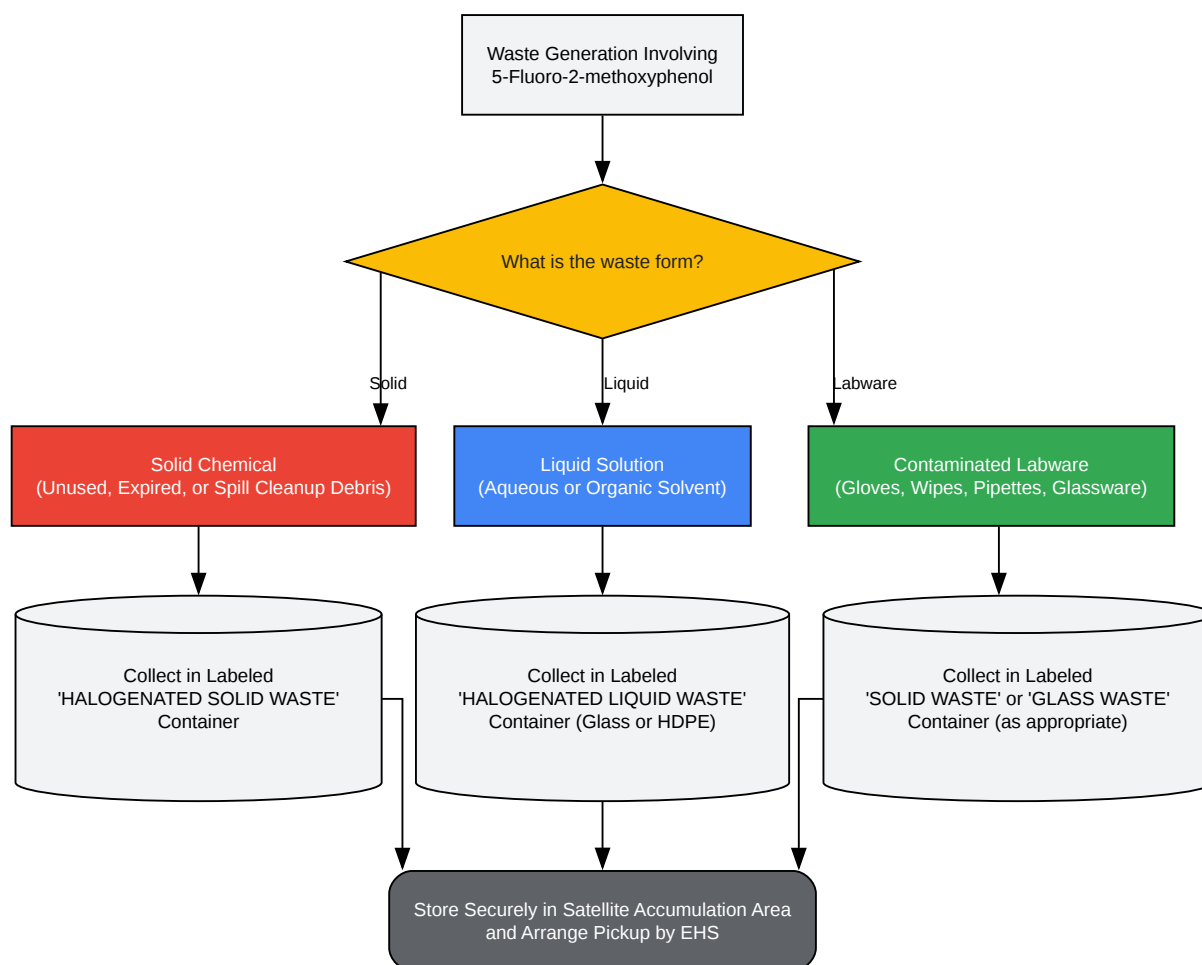 Waste Generation Involving
5-Fluoro-2-methoxyphenol
What is the waste form?
Solid
Liquid
Labware
Solid Chemical
(Unused, Expired, or Spill Cleanup Debris)
Liquid Solution
(Aqueous or Organic Solvent)
Contaminated Labware
(Gloves, Wipes, Pipettes, Glassware)
Collect in Labeled
'HALOGENATED SOLID WASTE'
Container
Collect in Labeled
'HALOGENATED LIQUID WASTE'
Container (Glass or HDPE)
Collect in Labeled
'SOLID WASTE' or 'GLASS WASTE'
Container (as appropriate)
Store Securely in Satellite Accumulation Area
and Arrange Pickup by EHS